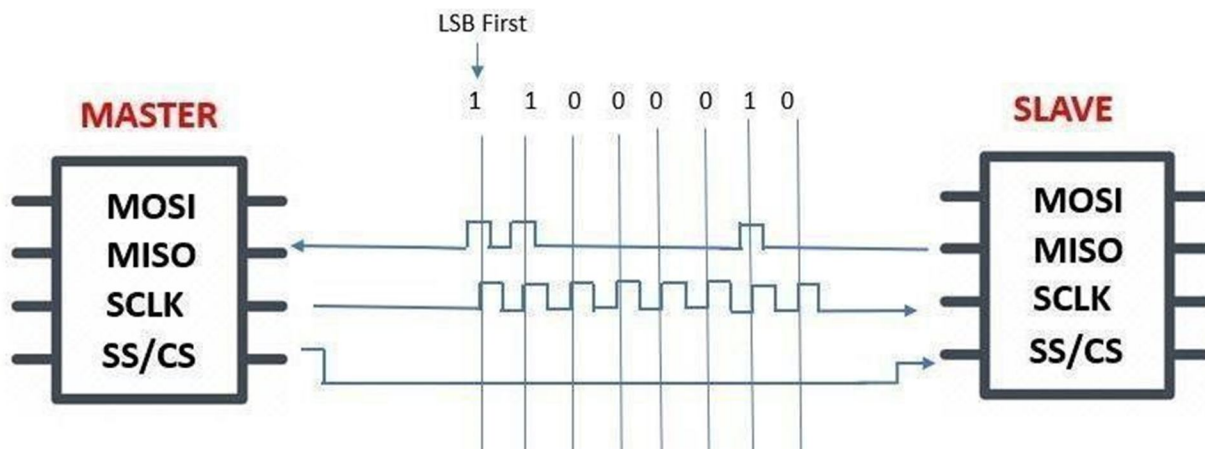 LSB First
1 1 0 0 0 0 1 0
MASTER
MOSI
MISO
SCLK
SS/CS
SLAVE
MOSI
MISO
SCLK
SS/CS